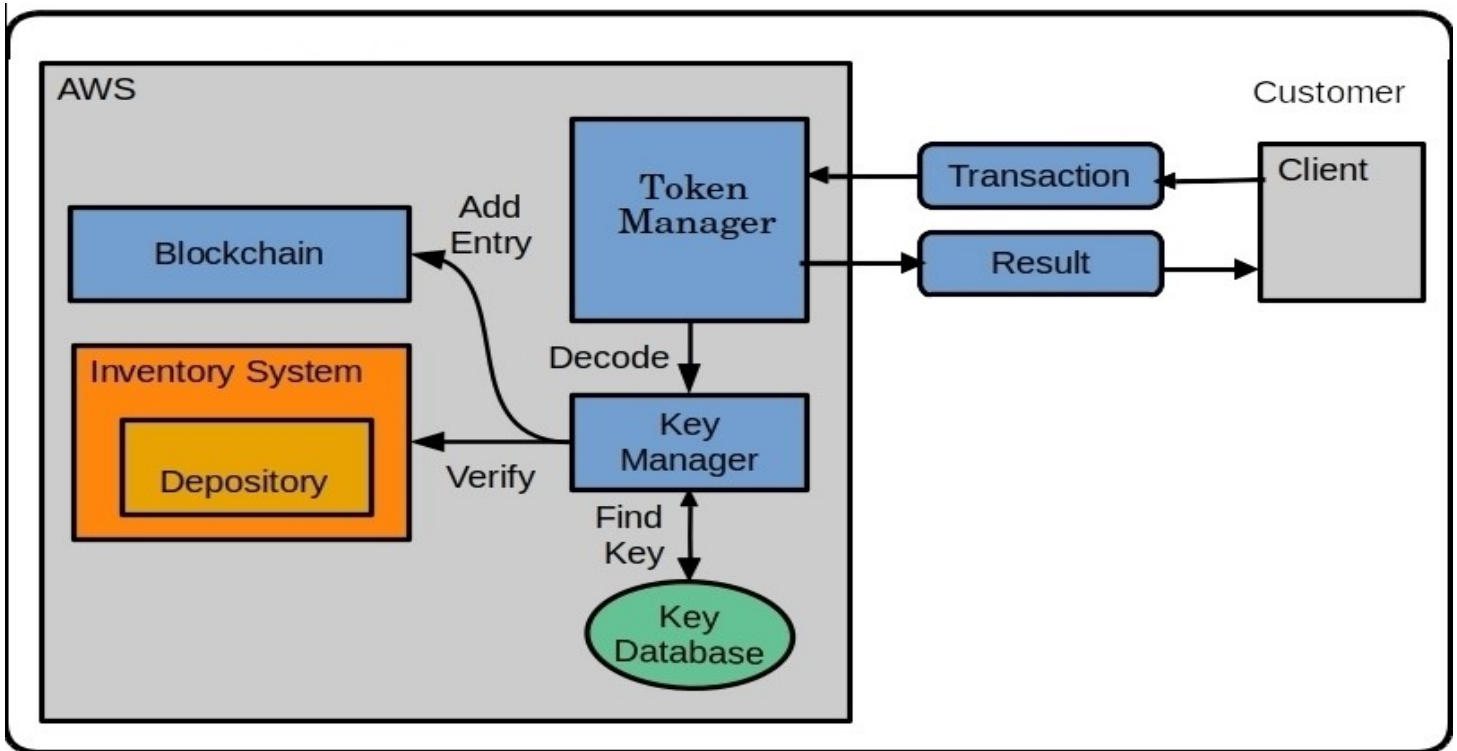 AWS
Customer
Token
Manager
Transaction
Client
Add
Entry
Blockchain
Result
Decode
Inventory System
Depository
Key
Manager
Verify
Find
Key
Key
Database